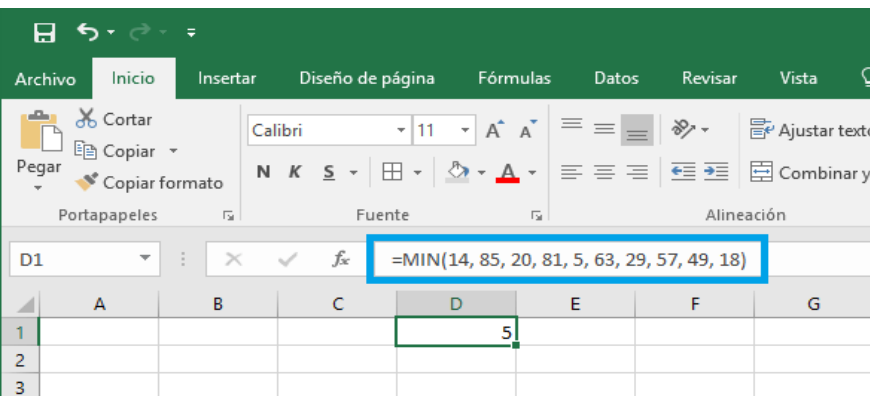 Archivo Inicio Insertar Diseño de página Fórmulas Datos Revisar Vista
Pegar
Cortar
Copiar
Copiar formato
Portapapeles
Calibri 11 A A
N K S A
Fuente
Ajustar texto
Combinar y
Alineación
D1 fx =MIN(14, 85, 20, 81, 5, 63, 29, 57, 49, 18)
A B C D E F G
1 5
2
3